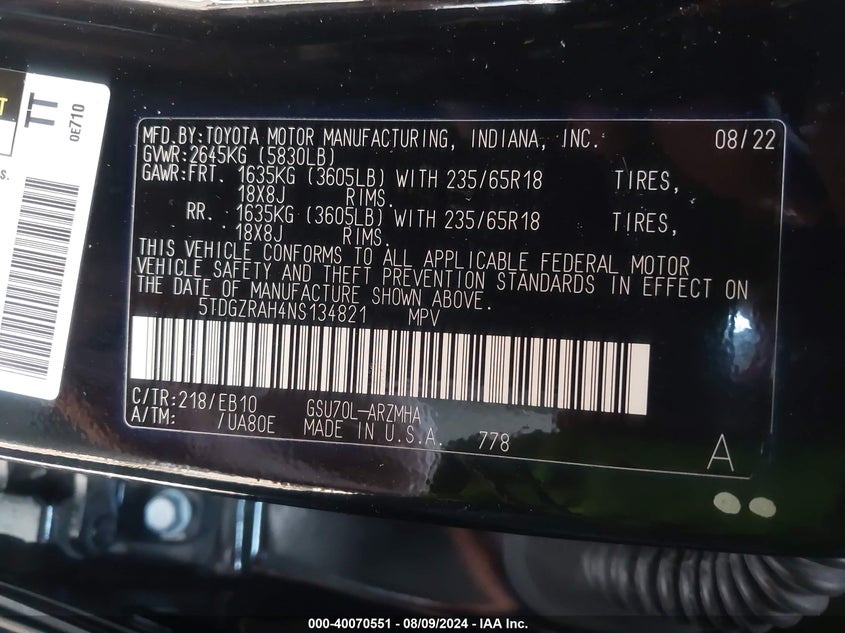 T
S.
TT
0E710
MFD.BY:TOYOTA MOTOR MANUFACTURING, INDIANA, INC. 08/22
GVWR:2645KG (5830LB)
GAWR:FRT. 1635KG (3605LB) WITH 235/65R18 TIRES,
18X8J RIMS.
RR. 1635KG (3605LB) WITH 235/65R18 TIRES,
18X8J RIMS.
THIS VEHICLE CONFORMS TO ALL APPLICABLE FEDERAL MOTOR
VEHICLE SAFETY AND THEFT PREVENTION STANDARDS IN EFFECT ON
THE DATE OF MANUFACTURE SHOWN ABOVE.
5TDGZRAH4NS134821 MPV
C/TR:218/EB10 GSU70L-ARZMHA
A/TM: /UA80E MADE IN U.S.A. 778
A
000-40070551 - 08/09/2024 - IAA Inc.